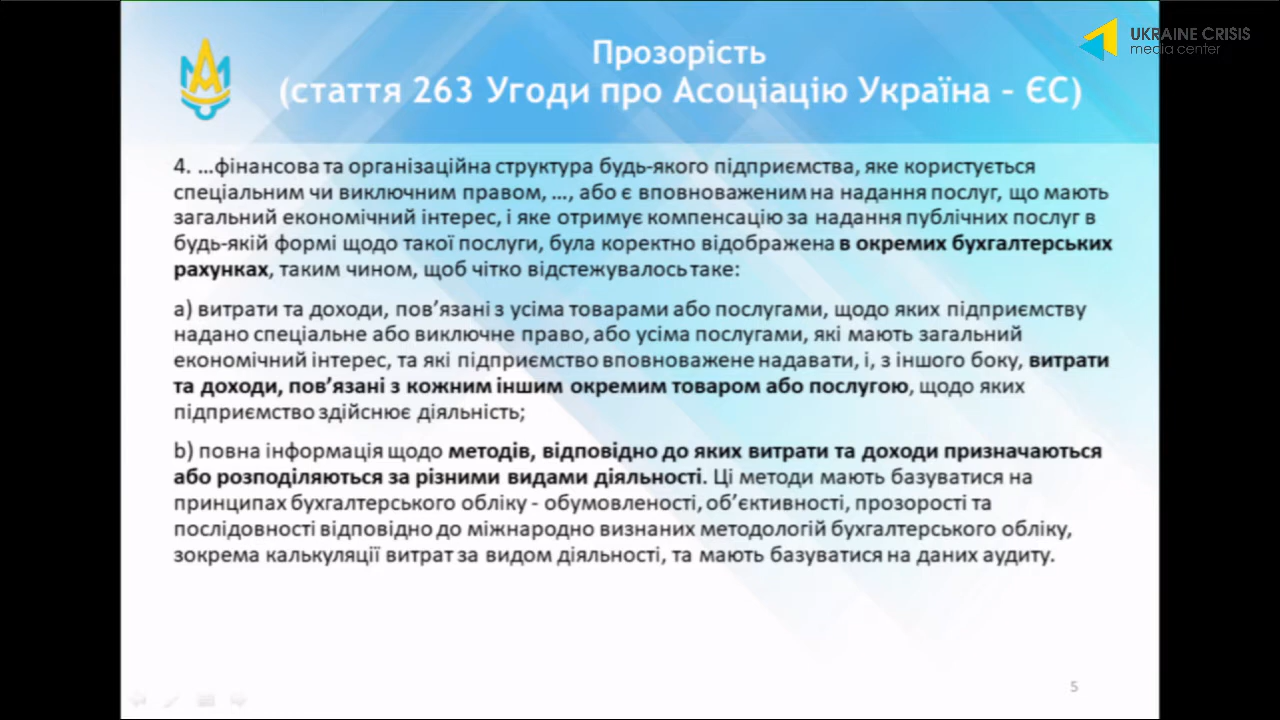 5
UKRAINE CRISIS
media center
Прозорість
(стаття 263 Угоди про Асоціацію Україна – ЄС)
4. …фінансова та організаційна структура будь-якого підприємства, яке користується
спеціальним чи виключним правом, …, або є вповноваженим на надання послуг, що мають
загальний економічний інтерес, і яке отримує компенсацію за надання публічних послуг в
будь-якій формі щодо такої послуги, була коректно відображена в окремих бухгалтерських
рахунках, таким чином, щоб чітко відстежувалось таке:
a) витрати та доходи, пов’язані з усіма товарами або послугами, щодо яких підприємству
надано спеціальне або виключне право, або усіма послугами, які мають загальний
економічний інтерес, та які підприємство вповноважене надавати, і, з іншого боку, витрати
та доходи, пов’язані з кожним іншим окремим товаром або послугою, щодо яких
підприємство здійснює діяльність;
b) повна інформація щодо методів, відповідно до яких витрати та доходи призначаються
або розподіляються за різними видами діяльності. Ці методи мають базуватися на
принципах бухгалтерського обліку - обумовленості, об’єктивності, прозорості та
послідовності відповідно до міжнародно визнаних методологій бухгалтерського обліку,
зокрема калькуляції витрат за видом діяльності, та мають базуватися на даних аудиту.
5